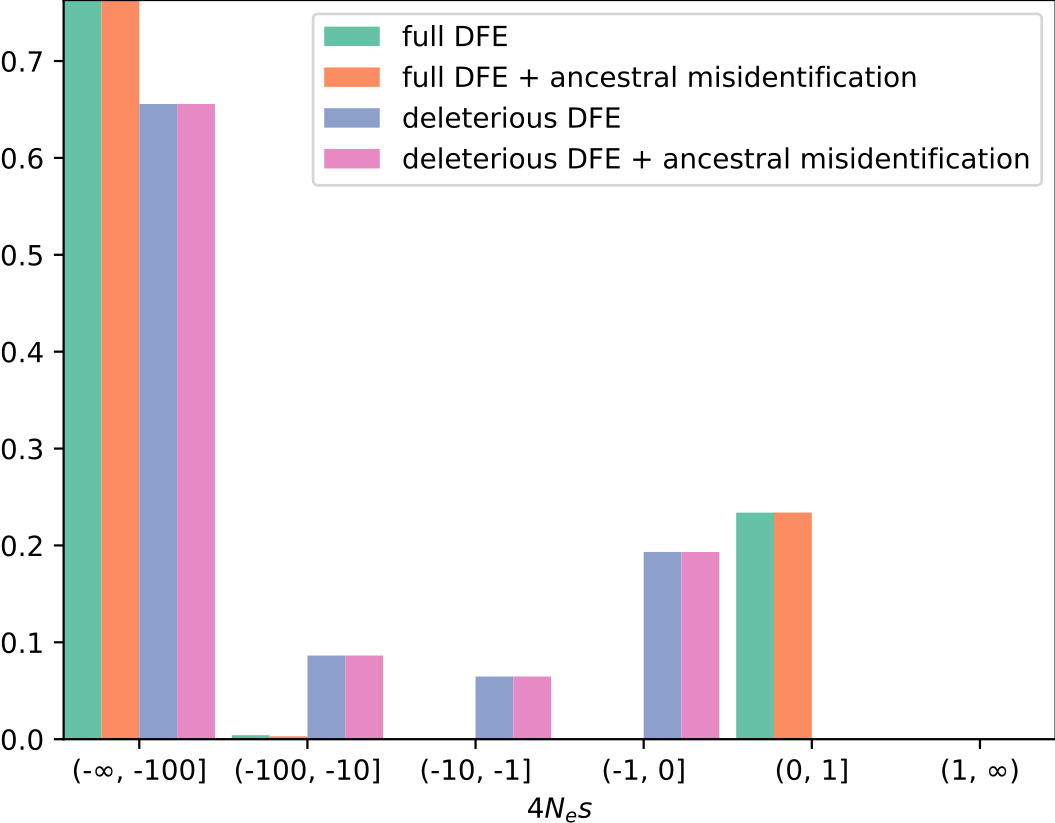 full DFE
full DFE + ancestral misidentification
deleterious DFE
deleterious DFE + ancestral misidentification
0.7
0.6
0.5
0.4
0.3
0.2
0.1
0.0
(-∞, -100] (-100, -10] (-10, -1] (-1, 0] (0, 1] (1, ∞)
4Nₑs